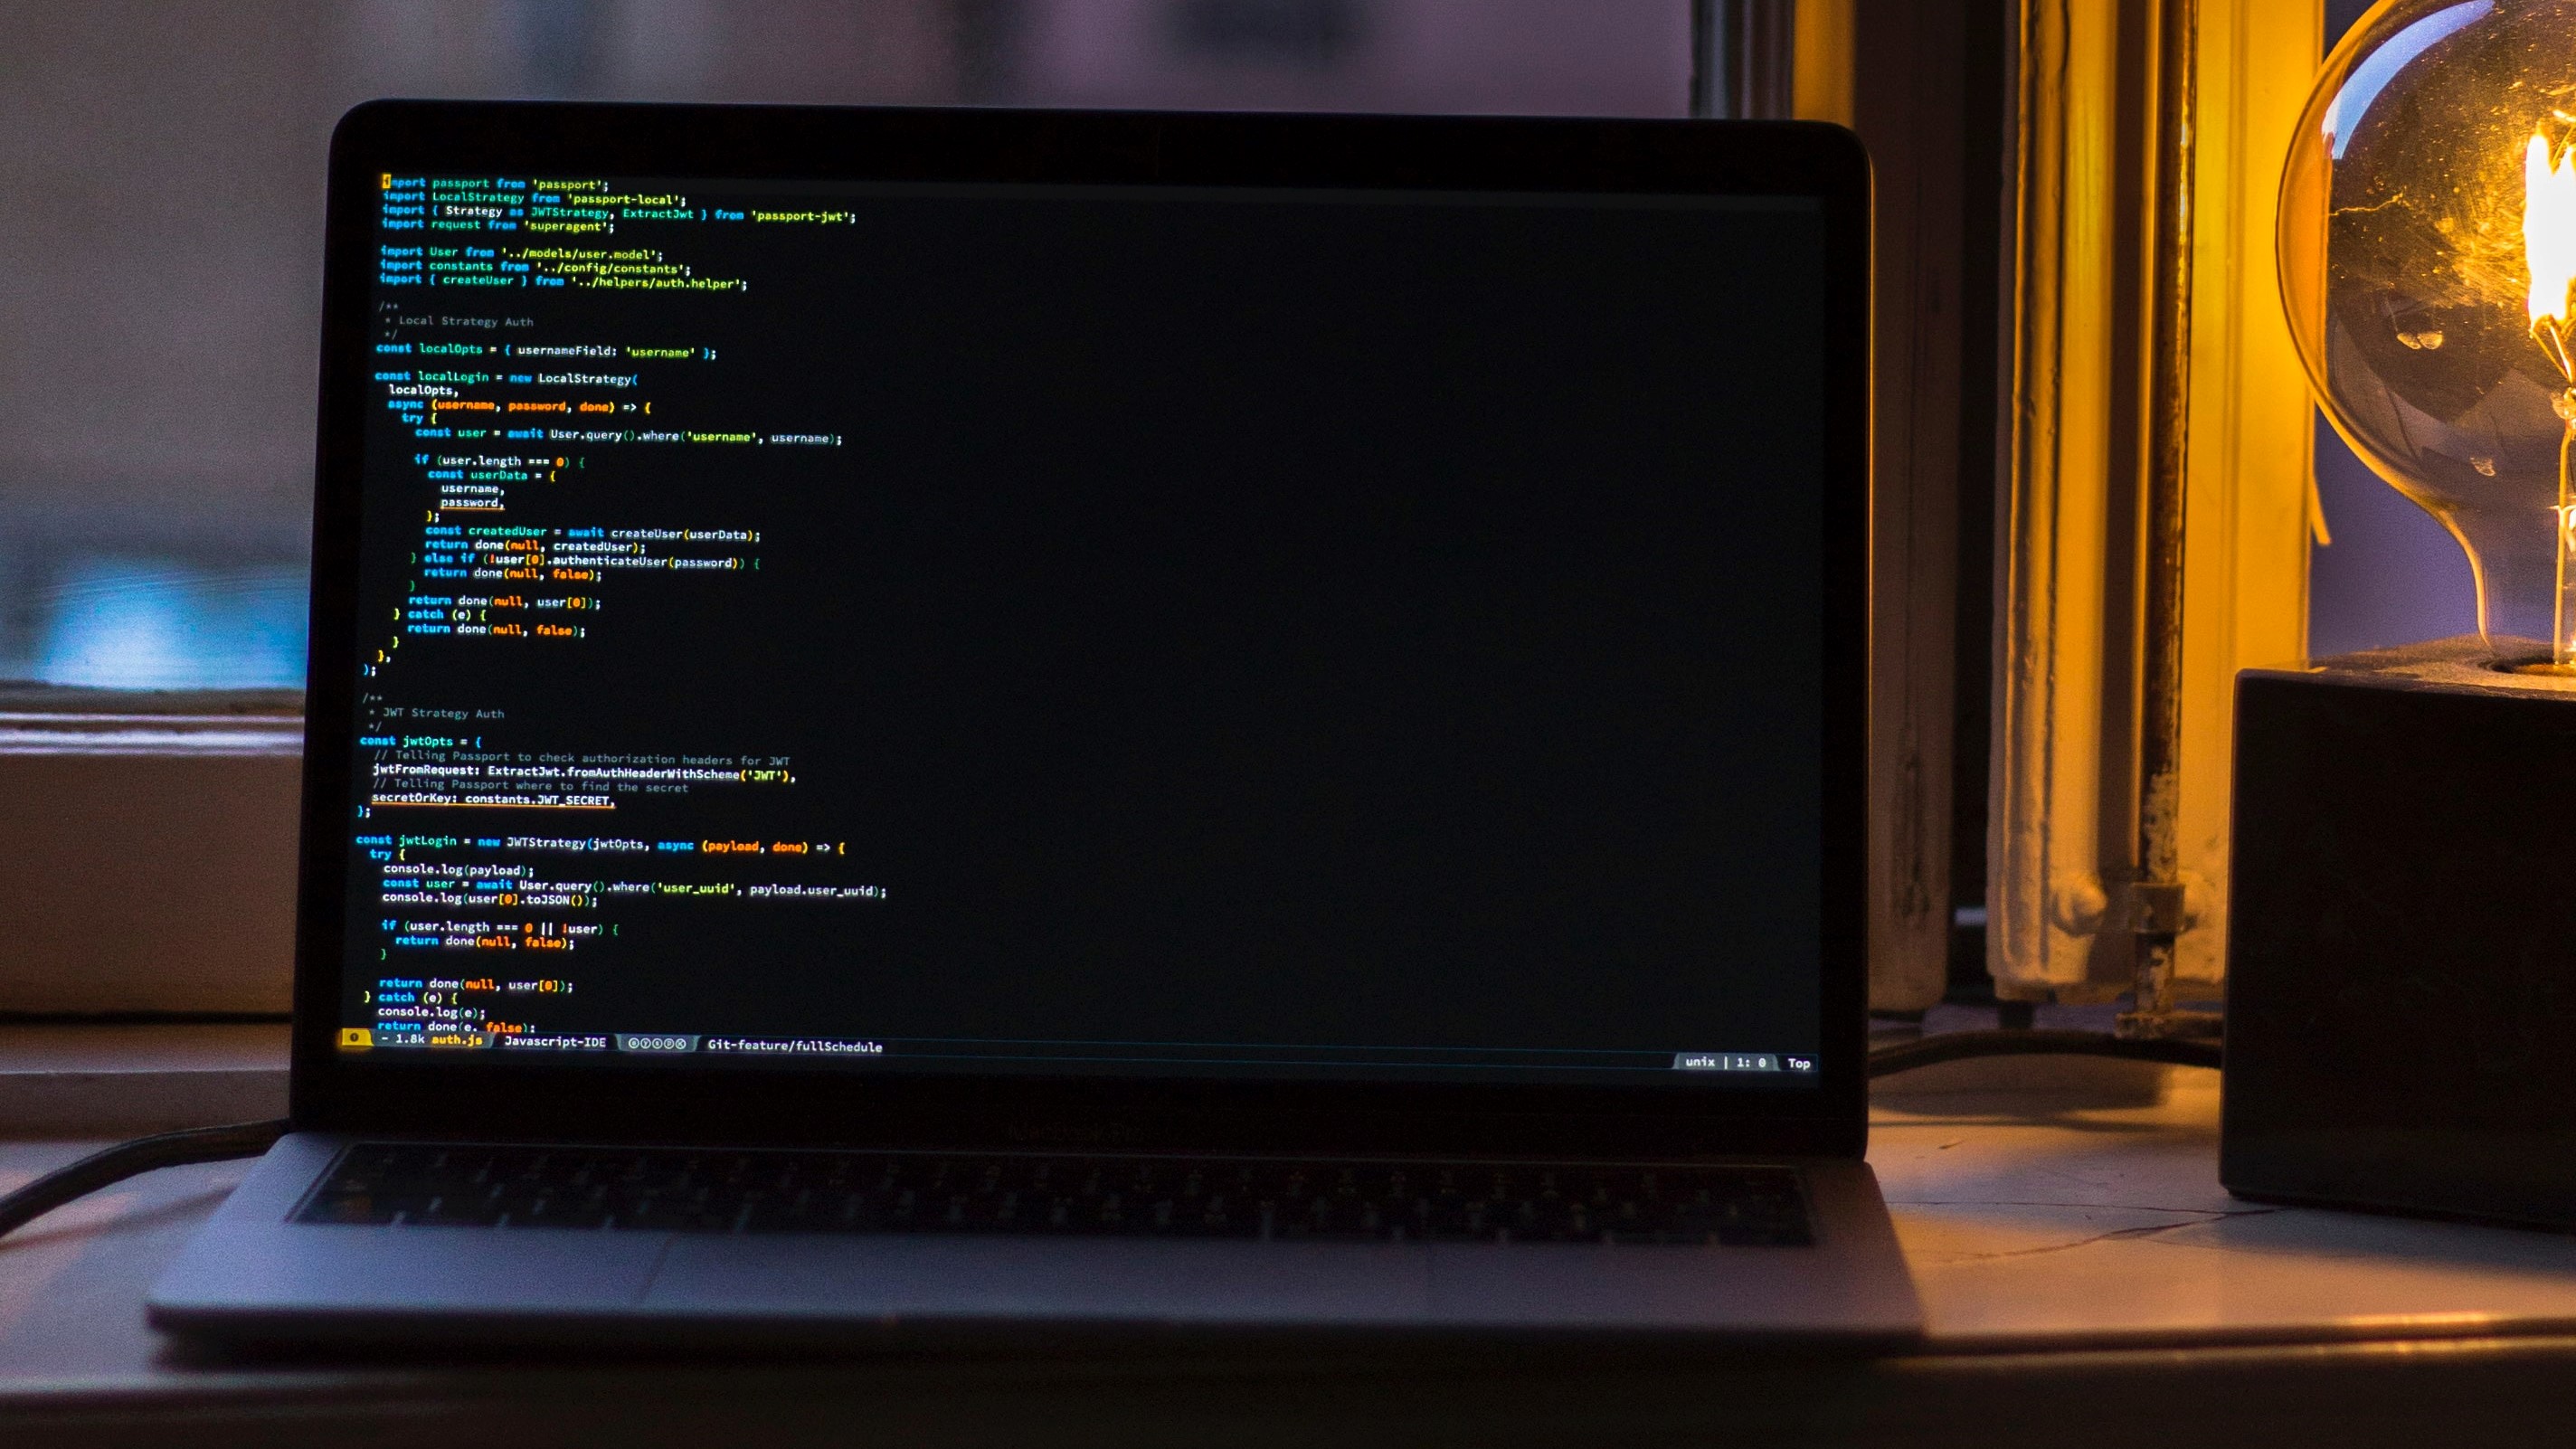 import passport from 'passport';
import LocalStrategy from 'passport-local';
import { Strategy as JWTStrategy, ExtractJwt } from 'passport-jwt';
import request from 'superagent';

import User from '../models/user.model';
import constants from '../config/constants';
import { createUser } from '../helpers/auth.helper';

/**
 * Local Strategy Auth
 */
const localOpts = { usernameField: 'username' };

const localLogin = new LocalStrategy(
  localOpts,
  async (username, password, done) => {
    try {
      const user = await User.query().where('username', username);

      if (user.length === 0) {
        const userData = {
          username,
          password,
        };
        const createdUser = await createUser(userData);
        return done(null, createdUser);
      } else if (!user[0].authenticateUser(password)) {
        return done(null, false);
      }
      return done(null, user[0]);
    } catch (e) {
      return done(null, false);
    }
  },
);

/**
 * JWT Strategy Auth
 */
const jwtOpts = {
  // Telling Passport to check authorization headers for JWT
  jwtFromRequest: ExtractJwt.fromAuthHeaderWithScheme('JWT'),
  // Telling Passport where to find the secret
  secretOrKey: constants.JWT_SECRET,
};

const jwtLogin = new JWTStrategy(jwtOpts, async (payload, done) => {
  try {
    console.log(payload);
    const user = await User.query().where('user_uuid', payload.user_uuid);
    console.log(user[0].toJSON());

    if (user.length === 0 || !user) {
      return done(null, false);
    }

    return done(null, user[0]);
  } catch (e) {
    console.log(e);
    return done(e, false);
- 1.8k auth.js Javascript-IDE Git-feature/fullSchedule unix | 1: 0 Top
MacBook Pro